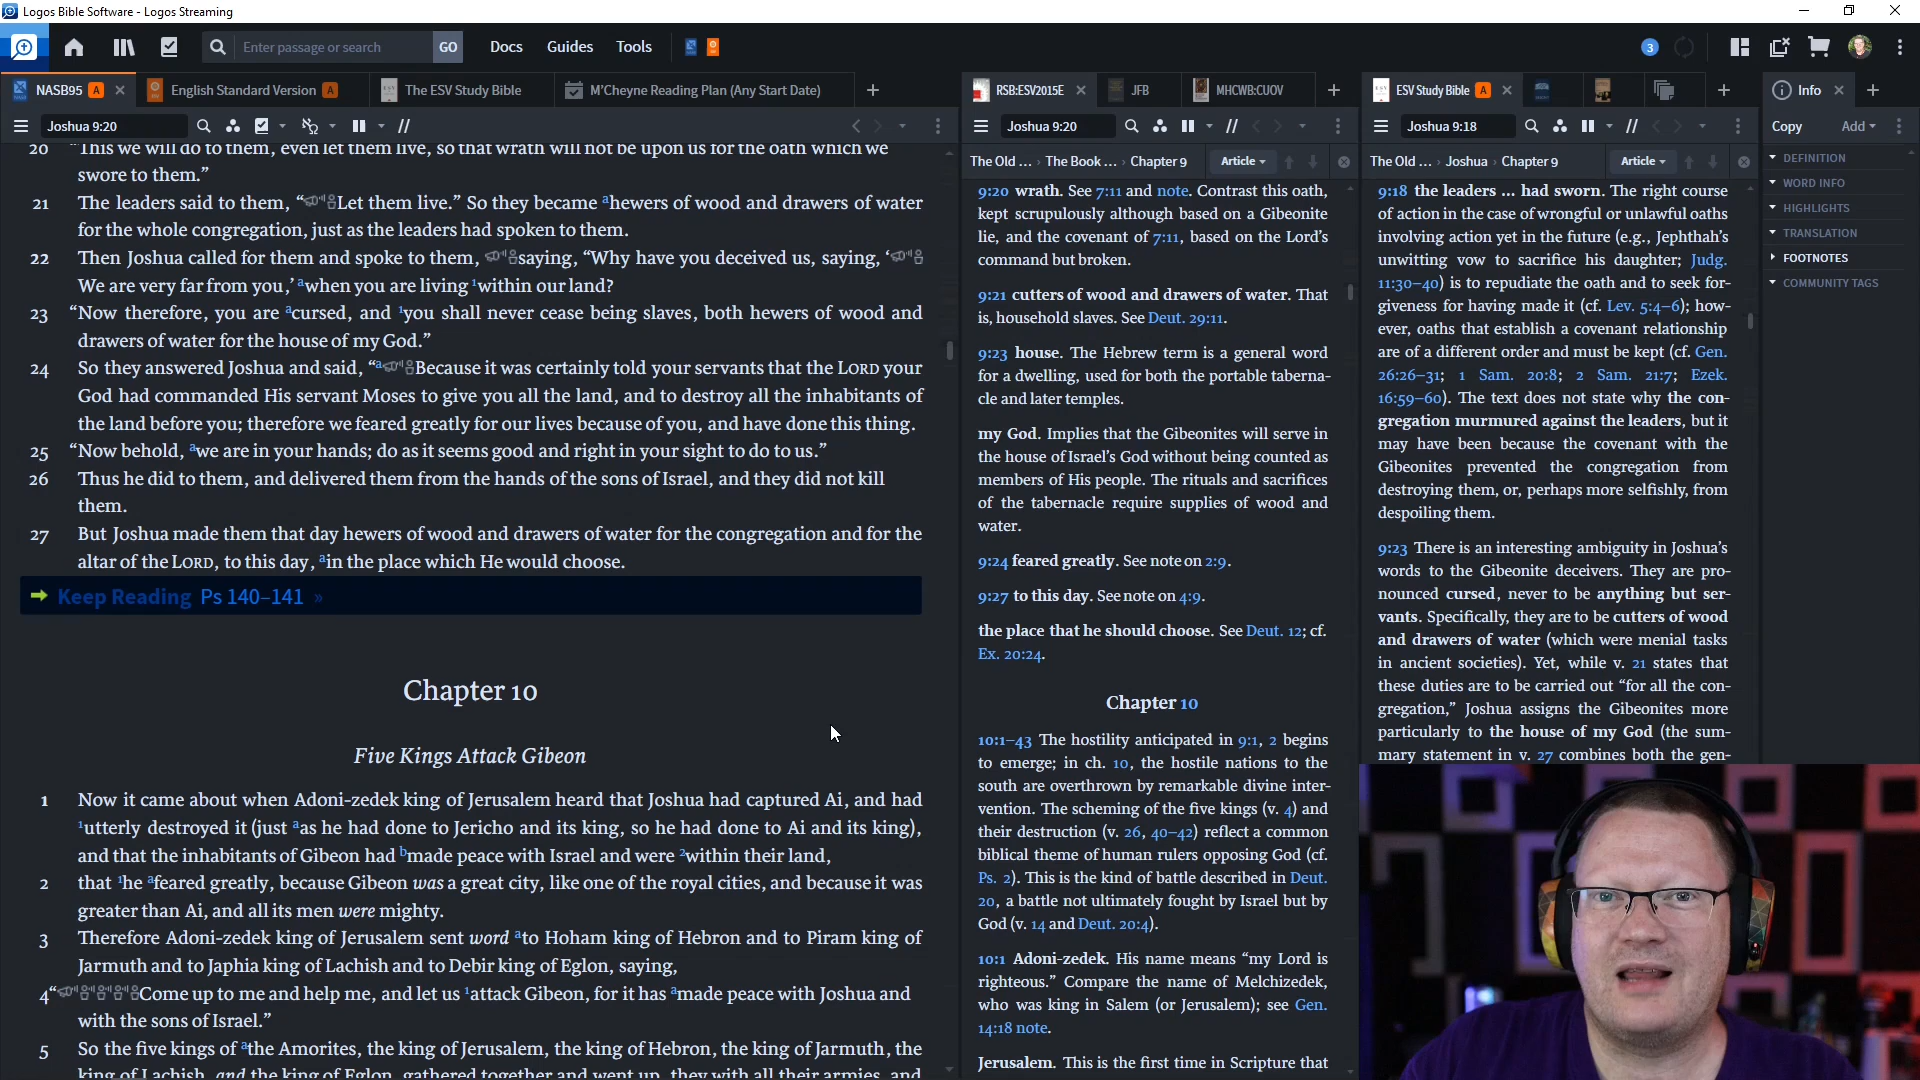 Logos Bible Software - Logos Streaming
Enter passage or search
GO
Docs
Guides
Tools
3
NASB95 A
English Standard Version A
The ESV Study Bible
M'Cheyne Reading Plan (Any Start Date)
RSB:ESV2015E
JFB
MHCWB:CUOV
ESV Study Bible A
Info
Joshua 9:20
Joshua 9:20
Joshua 9:18
Copy
Add
The Old ... › The Book ... › Chapter 9
Article
The Old ... › Joshua › Chapter 9
Article
20 “This we will do to them, even let them live, so that wrath will not be upon us for the oath which we
swore to them.”
21 The leaders said to them, “Let them live.” So they became ᵃhewers of wood and drawers of water
for the whole congregation, just as the leaders had spoken to them.
22 Then Joshua called for them and spoke to them, saying, “Why have you deceived us, saying, ‘
We are very far from you,’ ᵃwhen you are living ¹within our land?
23 “Now therefore, you are ᵃcursed, and ¹you shall never cease being slaves, both hewers of wood and
drawers of water for the house of my God.”
24 So they answered Joshua and said, “ᵃBecause it was certainly told your servants that the LORD your
God had commanded His servant Moses to give you all the land, and to destroy all the inhabitants of
the land before you; therefore we feared greatly for our lives because of you, and have done this thing.
25 “Now behold, ᵃwe are in your hands; do as it seems good and right in your sight to do to us.”
26 Thus he did to them, and delivered them from the hands of the sons of Israel, and they did not kill
them.
27 But Joshua made them that day hewers of wood and drawers of water for the congregation and for the
altar of the LORD, to this day, ᵃin the place which He would choose.
Keep Reading Ps 140–141 »
Chapter 10
Five Kings Attack Gibeon
1 Now it came about when Adoni-zedek king of Jerusalem heard that Joshua had captured Ai, and had
¹utterly destroyed it (just ᵃas he had done to Jericho and its king, so he had done to Ai and its king),
and that the inhabitants of Gibeon had ᵇmade peace with Israel and were ²within their land,
2 that ¹he ᵃfeared greatly, because Gibeon was a great city, like one of the royal cities, and because it was
greater than Ai, and all its men were mighty.
3 Therefore Adoni-zedek king of Jerusalem sent word ᵃto Hoham king of Hebron and to Piram king of
Jarmuth and to Japhia king of Lachish and to Debir king of Eglon, saying,
4 “Come up to me and help me, and let us ¹attack Gibeon, for it has ᵃmade peace with Joshua and
with the sons of Israel.”
5 So the five kings of ᵃthe Amorites, the king of Jerusalem, the king of Hebron, the king of Jarmuth, the
king of Lachish, and the king of Eglon, gathered together and went up, they with all their armies, and
9:20 wrath. See 7:11 and note. Contrast this oath,
kept scrupulously although based on a Gibeonite
lie, and the covenant of 7:11, based on the Lord’s
command but broken.
9:21 cutters of wood and drawers of water. That
is, household slaves. See Deut. 29:11.
9:23 house. The Hebrew term is a general word
for a dwelling, used for both the portable taberna-
cle and later temples.
my God. Implies that the Gibeonites will serve in
the house of Israel’s God without being counted as
members of His people. The rituals and sacrifices
of the tabernacle require supplies of wood and
water.
9:24 feared greatly. See note on 2:9.
9:27 to this day. See note on 4:9.
the place that he should choose. See Deut. 12; cf.
Ex. 20:24.
Chapter 10
10:1–43 The hostility anticipated in 9:1, 2 begins
to emerge; in ch. 10, the hostile nations to the
south are overthrown by remarkable divine inter-
vention. The scheming of the five kings (v. 4) and
their destruction (v. 26, 40–42) reflect a common
biblical theme of human rulers opposing God (cf.
Ps. 2). This is the kind of battle described in Deut.
20, a battle not ultimately fought by Israel but by
God (v. 14 and Deut. 20:4).
10:1 Adoni-zedek. His name means “my Lord is
righteous.” Compare the name of Melchizedek,
who was king in Salem (or Jerusalem); see Gen.
14:18 note.
Jerusalem. This is the first time in Scripture that
9:18 the leaders ... had sworn. The right course
of action in the case of wrongful or unlawful oaths
involving action yet in the future (e.g., Jephthah’s
unwitting vow to sacrifice his daughter; Judg.
11:30–40) is to repudiate the oath and to seek for-
giveness for having made it (cf. Lev. 5:4–6); how-
ever, oaths that establish a covenant relationship
are of a different order and must be kept (cf. Gen.
26:26–31; 1 Sam. 20:8; 2 Sam. 21:7; Ezek.
16:59–60). The text does not state why the con-
gregation murmured against the leaders, but it
may have been because the covenant with the
Gibeonites prevented the congregation from
destroying them, or, perhaps more selfishly, from
despoiling them.
9:23 There is an interesting ambiguity in Joshua’s
words to the Gibeonite deceivers. They are pro-
nounced cursed, never to be anything but ser-
vants. Specifically, they are to be cutters of wood
and drawers of water (which were menial tasks
in ancient societies). Yet, while v. 21 states that
these duties are to be carried out “for all the con-
gregation,” Joshua assigns the Gibeonites more
particularly to the house of my God (the sum-
mary statement in v. 27 combines both the gen-
DEFINITION
WORD INFO
HIGHLIGHTS
TRANSLATION
FOOTNOTES
COMMUNITY TAGS